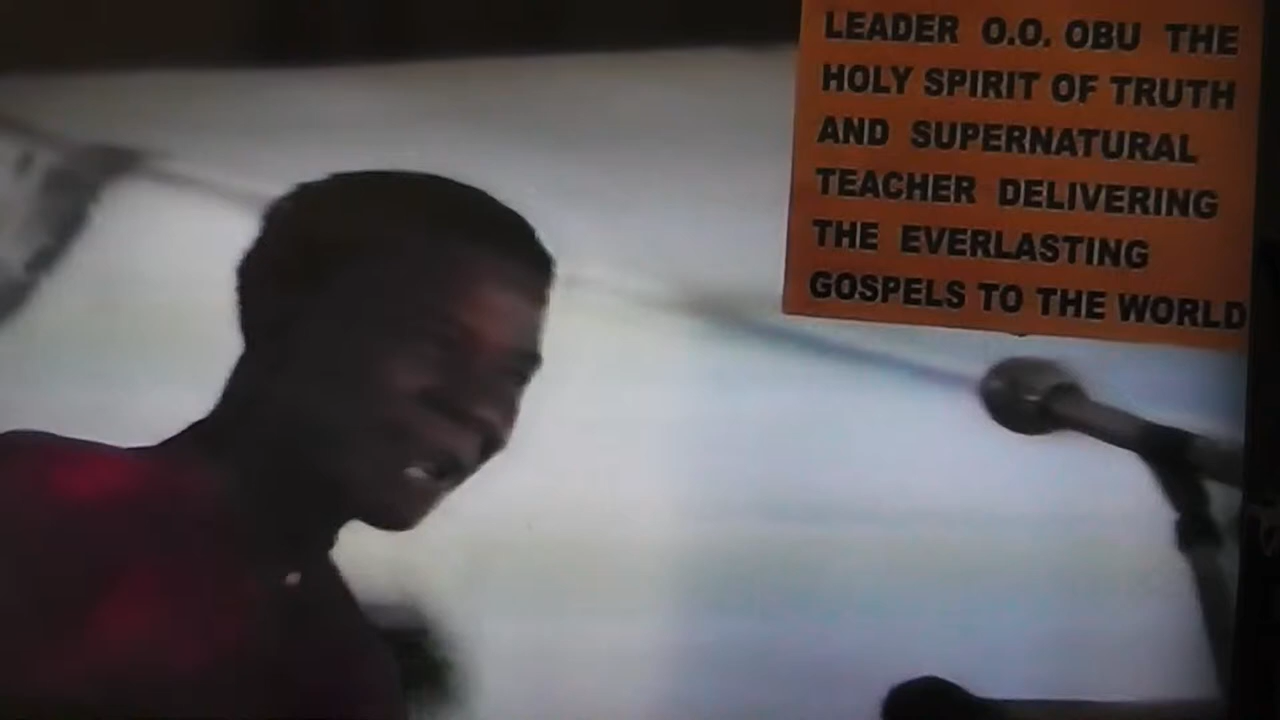 LEADER O.O. OBU THE
HOLY SPIRIT OF TRUTH
AND SUPERNATURAL
TEACHER DELIVERING
THE EVERLASTING
GOSPELS TO THE WORLD